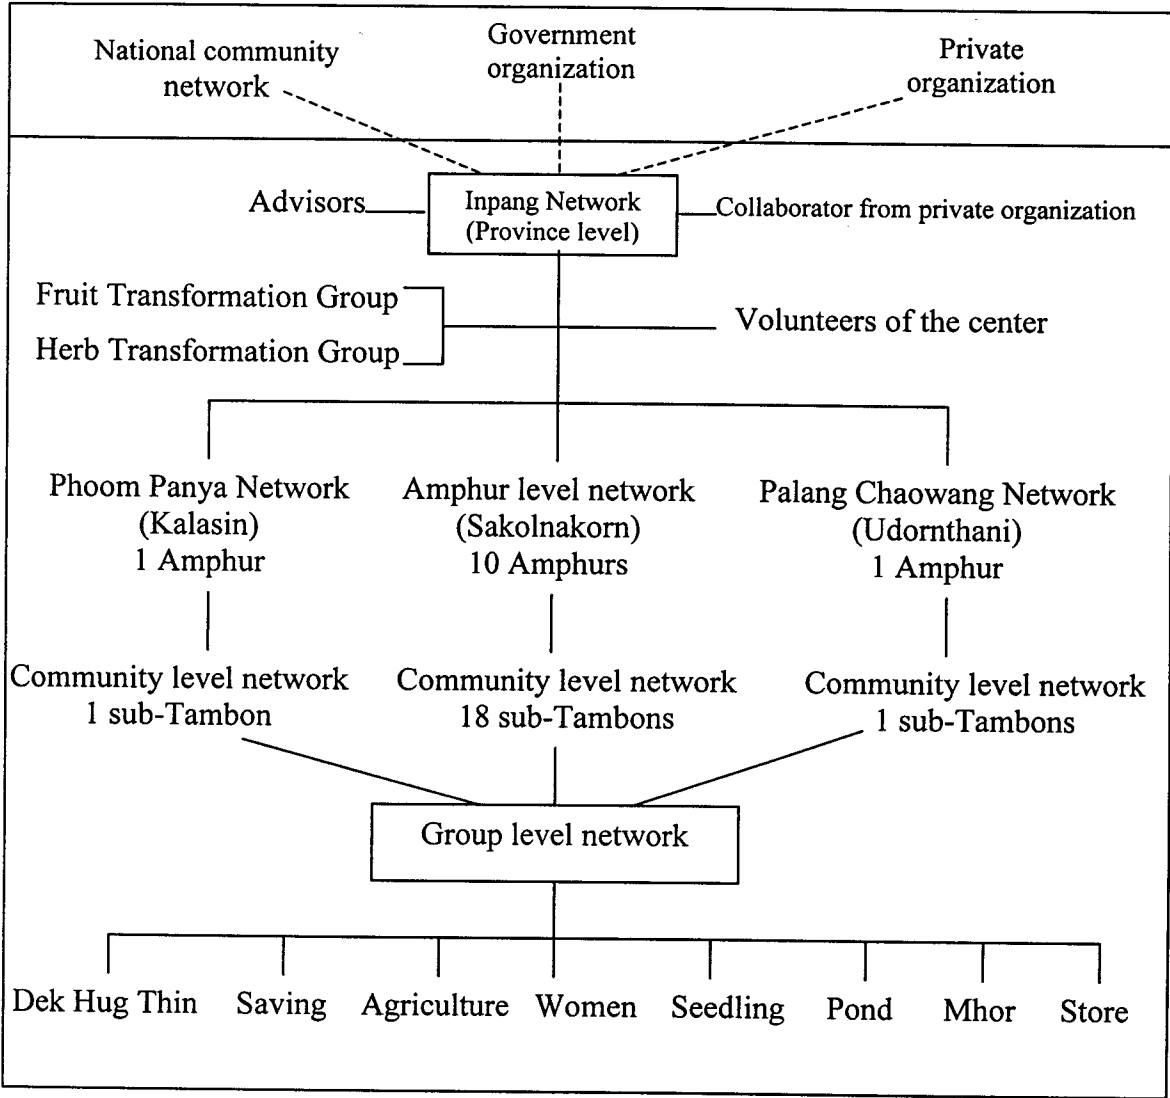 National community
network
Government
organization
Private
organization
Advisors
Inpang Network
(Province level)
Collaborator from private organization
Fruit Transformation Group
Herb Transformation Group
Volunteers of the center
Phoom Panya Network
(Kalasin)
1 Amphur
Amphur level network
(Sakolnakorn)
10 Amphurs
Palang Chaowang Network
(Udornthani)
1 Amphur
Community level network
1 sub-Tambon
Community level network
18 sub-Tambons
Community level network
1 sub-Tambons
Group level network
Dek Hug Thin
Saving
Agriculture
Women
Seedling
Pond
Mhor
Store